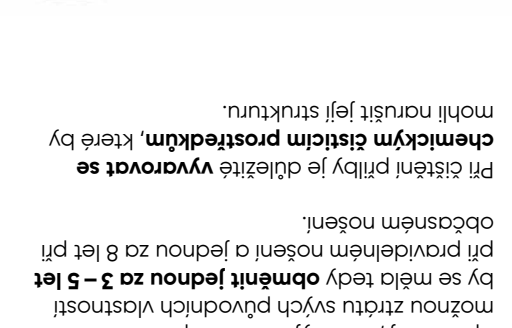 možnou ztrátu svých původních vlastností
by se měla tedy obměnit jednou za 3 – 5 let
při pravidelném nošení a jednou za 8 let při
občasném nošení.
Při čištění přilby je důležité vyvarovat se
chemickým čisticím prostředkům, které by
mohli narušit její strukturu.